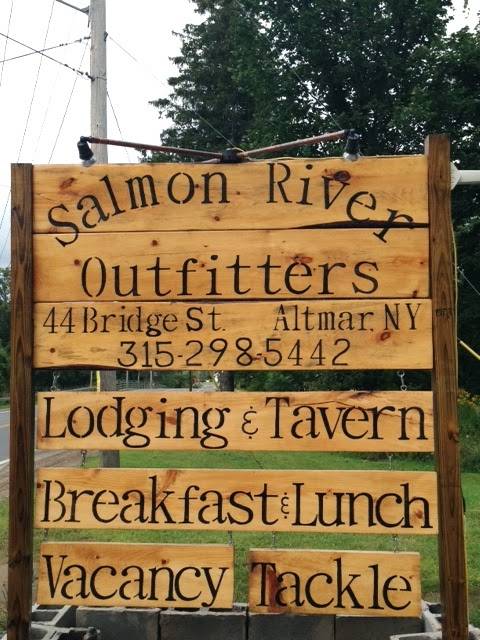 Salmon River
Outfitters
44 Bridge St. Altmar, NY
315-298-5442
Lodging & Tavern
Breakfast & Lunch
Vacancy Tackle